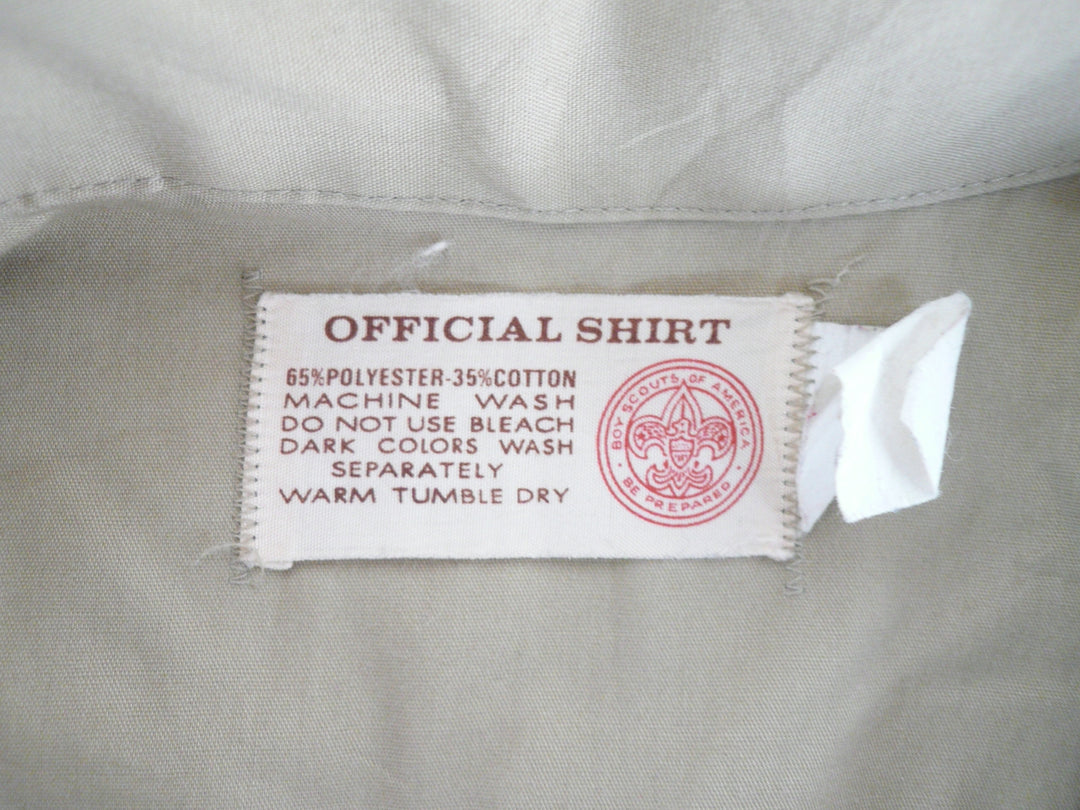 OFFICIAL SHIRT
65%POLYESTER-35%COTTON
MACHINE WASH
DO NOT USE BLEACH
DARK COLORS WASH
SEPARATELY
WARM TUMBLE DRY
BOY SCOUTS OF AMERICA
BE PREPARED